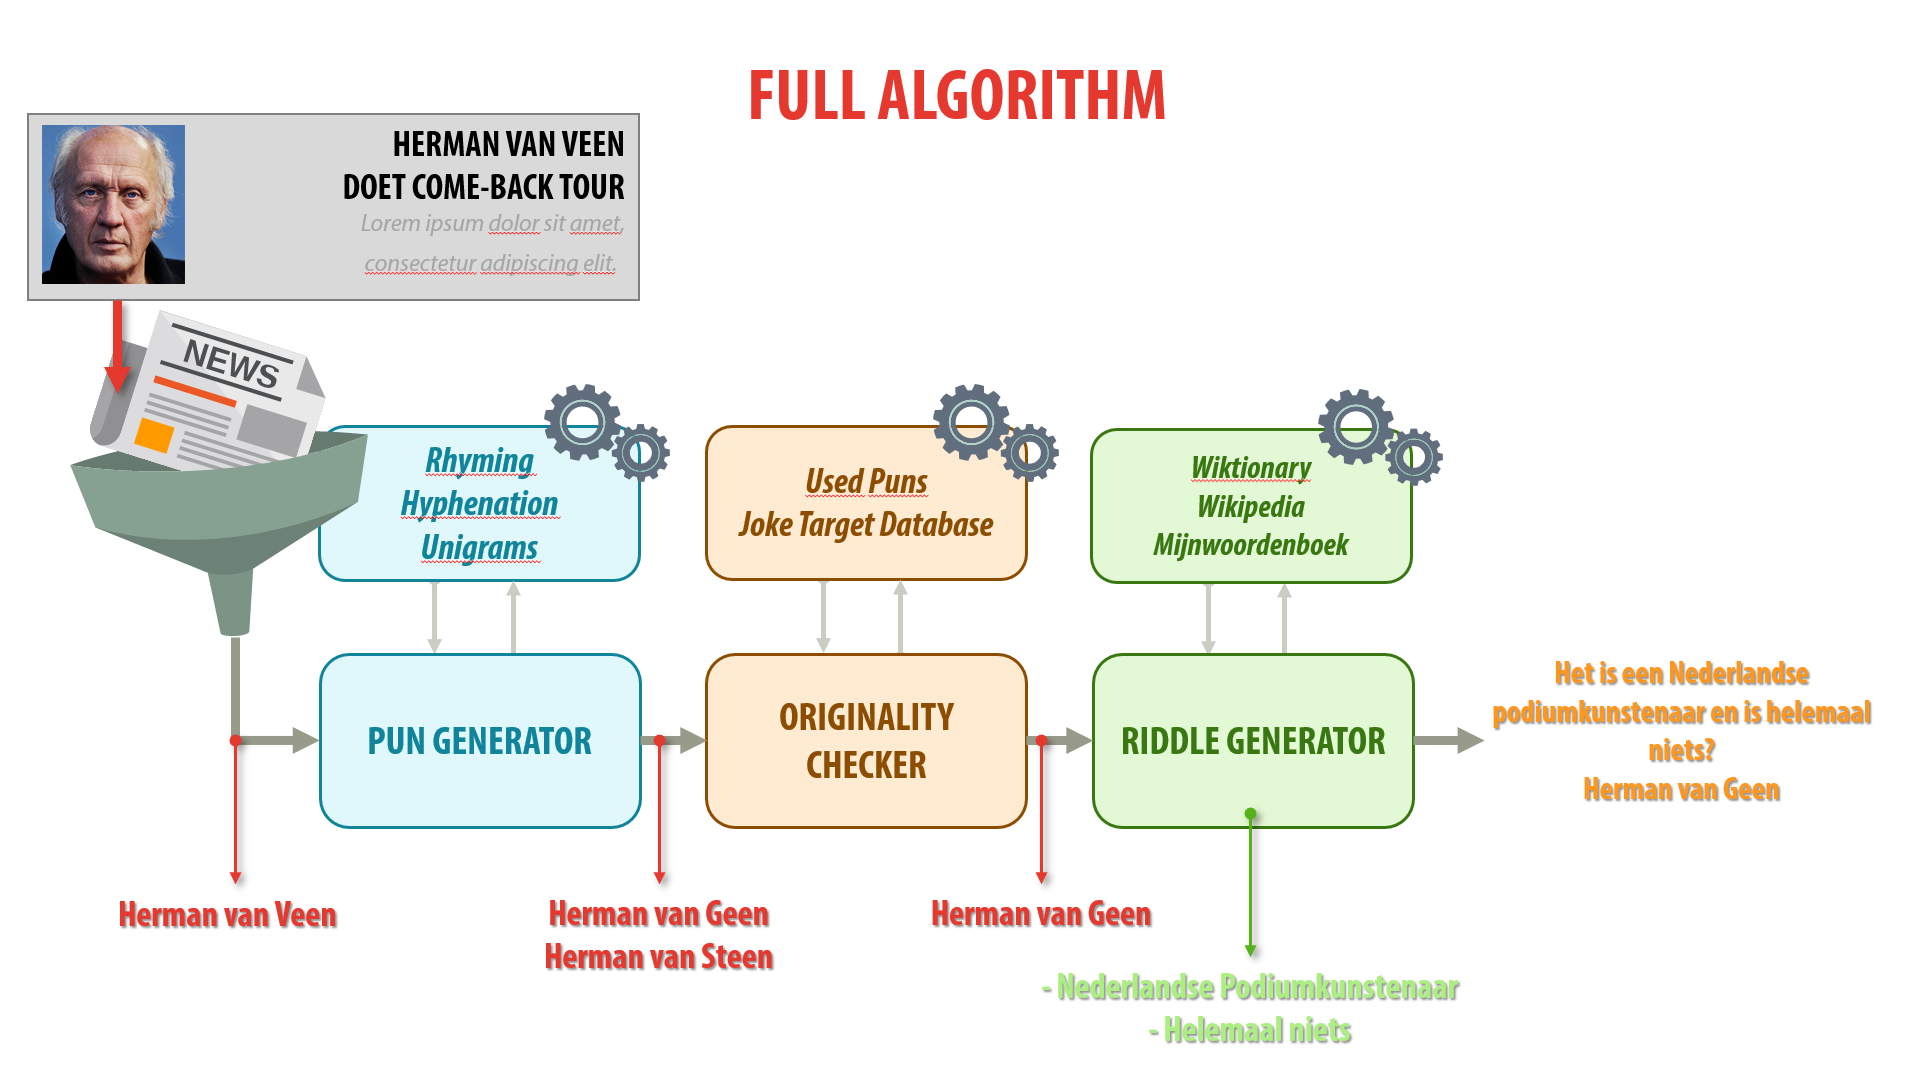 FULL ALGORITHM
HERMAN VAN VEEN
DOET COME-BACK TOUR
Lorem ipsum dolor sit amet,
consectetur adipiscing elit.
NEWS
Rhyming
Hyphenation
Unigrams
Used Puns
Joke Target Database
Wiktionary
Wikipedia
Mijnwoordenboek
PUN GENERATOR
ORIGINALITY
CHECKER
RIDDLE GENERATOR
Het is een Nederlandse
podiumkunstenaar en is helemaal
niets?
Herman van Geen
Herman van Veen
Herman van Geen
Herman van Steen
Herman van Geen
- Nederlandse Podiumkunstenaar
- Helemaal niets